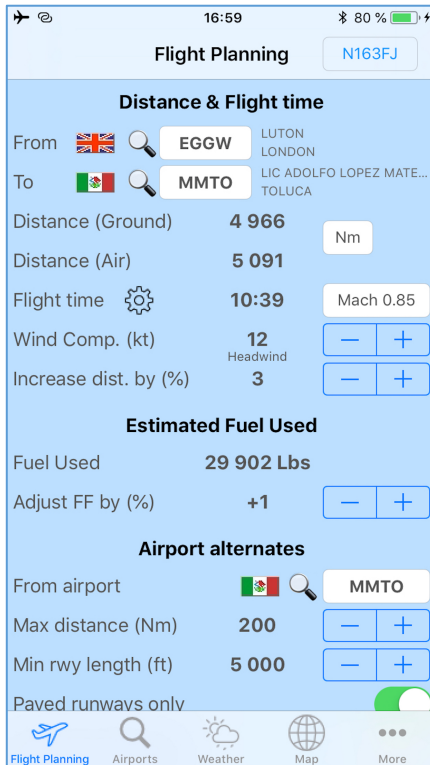 16:59 80 %
Flight Planning N163FJ
Distance & Flight time
From EGGW LUTON
LONDON
To MMTO LIC ADOLFO LOPEZ MATE...
TOLUCA
Distance (Ground) 4 966
Nm
Distance (Air) 5 091
Flight time 10:39 Mach 0.85
Wind Comp. (kt) 12 — +
Headwind
Increase dist. by (%) 3 — +
Estimated Fuel Used
Fuel Used 29 902 Lbs
Adjust FF by (%) +1 — +
Airport alternates
From airport MMTO
Max distance (Nm) 200 — +
Min rwy length (ft) 5 000 — +
Paved runways only
Flight Planning Airports Weather Map More